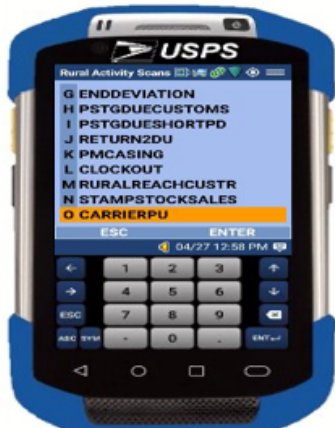 USPS
Rural Activity Scans
G ENDDEVIATION
H PSTGDUECUSTOMS
I PSTGDUESHORTPD
J RETURN2DU
K PMCASING
L CLOCKOUT
M RURALREACHCUSTR
N STAMPSTOCKSALES
O CARRIERPU
ESC ENTER
04/27 12:58 PM
← 1 2 3 ↑
→ 4 5 6 ↓
ESC 7 8 9
ABC SYM - 0 . ENT